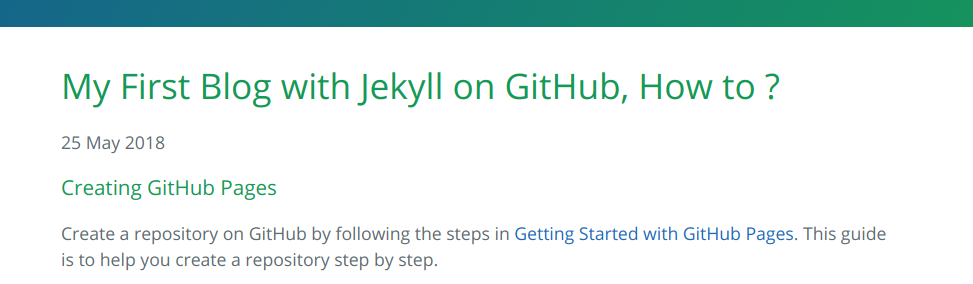 My First Blog with Jekyll on GitHub, How to ?
25 May 2018
Creating GitHub Pages
Create a repository on GitHub by following the steps in Getting Started with GitHub Pages. This guide
is to help you create a repository step by step.